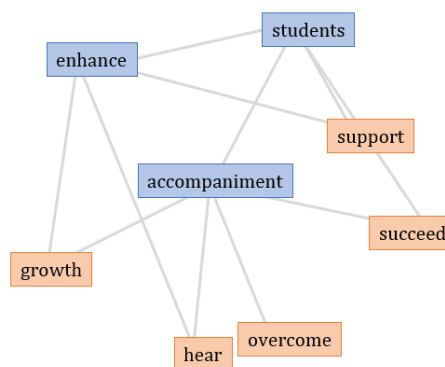 students
enhance
support
accompaniment
succeed
growth
overcome
hear